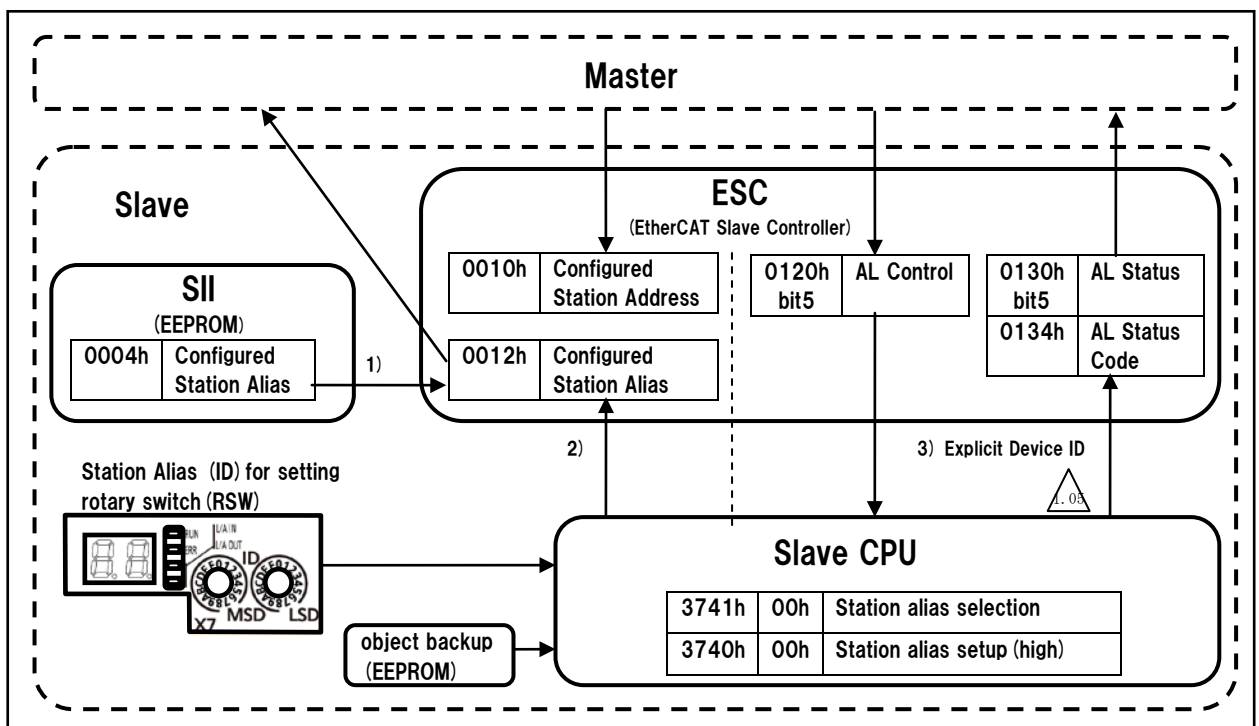 Master
Slave
ESC
(EtherCAT Slave Controller)
0010h Configured
Station Address
0120h AL Control
bit5
0130h AL Status
bit5
0134h AL Status
Code
SII
(EEPROM)
0004h Configured
Station Alias
1)
0012h Configured
Station Alias
2)
3) Explicit Device ID
1.05
Station Alias (ID) for setting
rotary switch (RSW)
RUN
ERR
L/A IN
L/A OUT
ID
0123456789ABCDEF
0123456789ABCDEF
X7
MSD
LSD
Slave CPU
3741h 00h Station alias selection
3740h 00h Station alias setup (high)
object backup
(EEPROM)